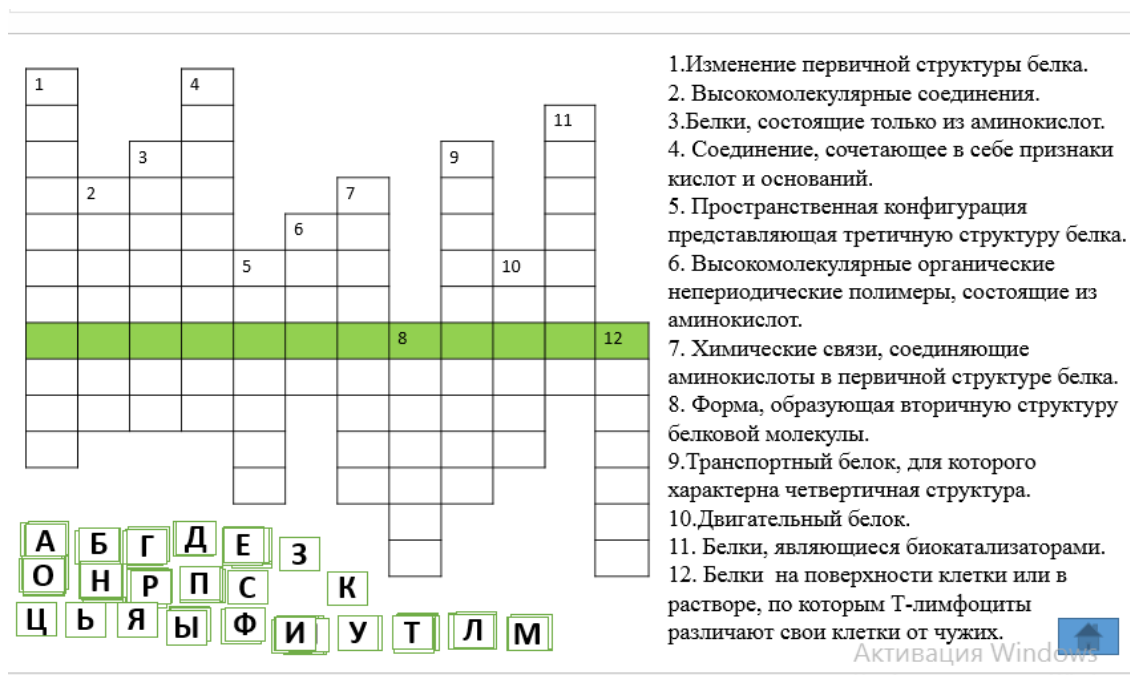 1
4
11
3
9
2
7
6
5
10
8
12
1.Изменение первичной структуры белка.
2. Высокомолекулярные соединения.
3.Белки, состоящие только из аминокислот.
4. Соединение, сочетающее в себе признаки
кислот и оснований.
5. Пространственная конфигурация
представляющая третичную структуру белка.
6. Высокомолекулярные органические
непериодические полимеры, состоящие из
аминокислот.
7. Химические связи, соединяющие
аминокислоты в первичной структуре белка.
8. Форма, образующая вторичную структуру
белковой молекулы.
9.Транспортный белок, для которого
характерна четвертичная структура.
10.Двигательный белок.
11. Белки, являющиеся биокатализаторами.
12. Белки на поверхности клетки или в
растворе, по которым Т-лимфоциты
различают свои клетки от чужих.
А Б Г Д Е З
О Н Р П С К
Ц Ь Я Ы Ф И У Т Л М
Активация Windows